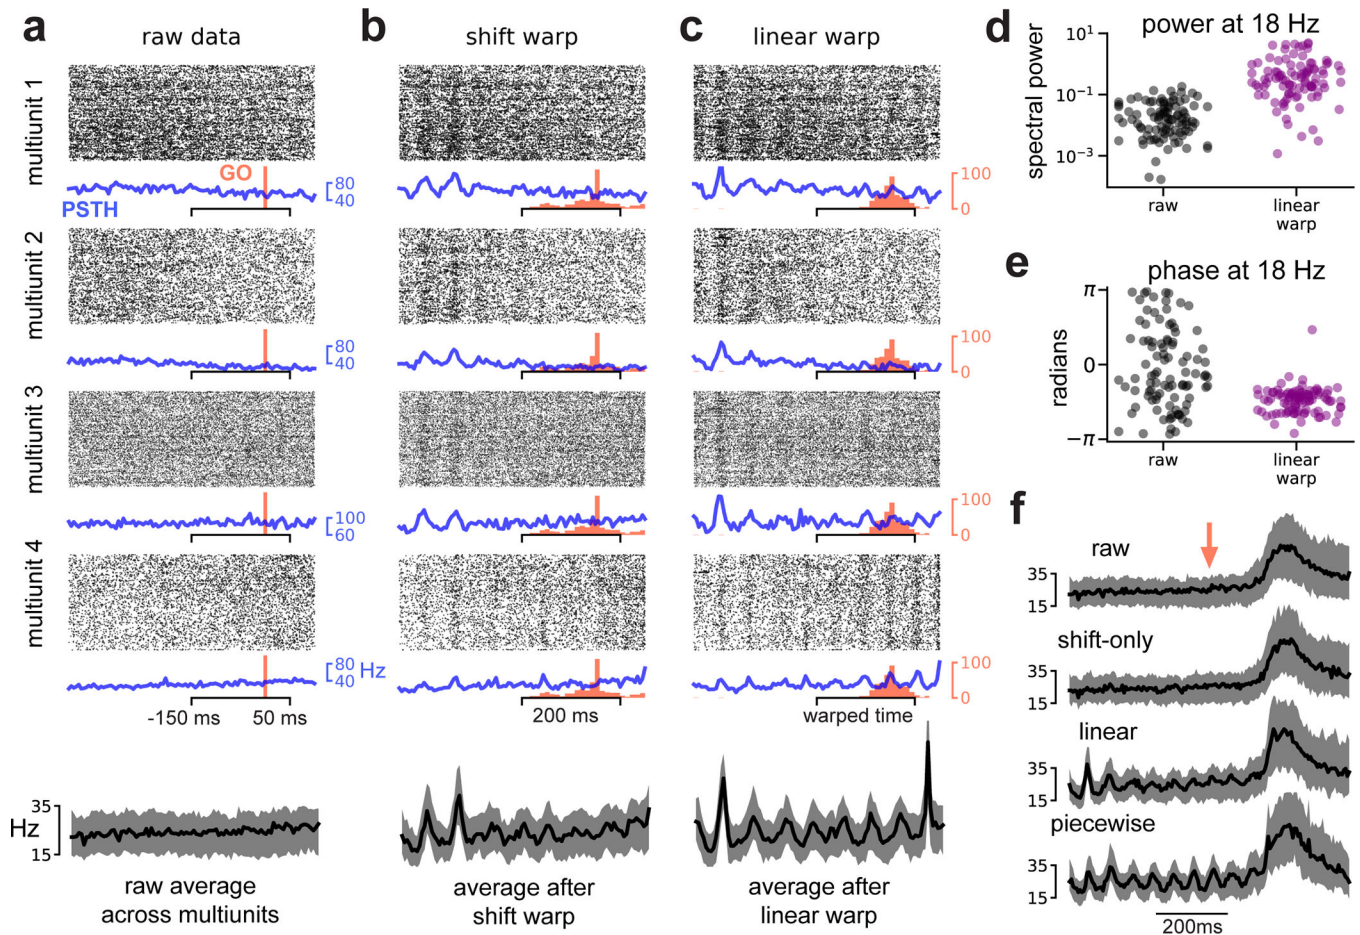 a
raw data
b
shift warp
c
linear warp
multiunit 1
GO
PSTH
80
40
100
0
multiunit 2
80
40
100
0
multiunit 3
100
60
100
0
multiunit 4
80 Hz
40
100
0
-150 ms
50 ms
200 ms
warped time
Hz
35
15
raw average
across multiunits
average after
shift warp
average after
linear warp
d
power at 18 Hz
spectral power
10¹
10⁻¹
10⁻³
raw
linear
warp
e
phase at 18 Hz
radians
π
0
−π
raw
linear
warp
f
raw
35
15
shift-only
35
15
linear
35
15
piecewise
35
15
200ms